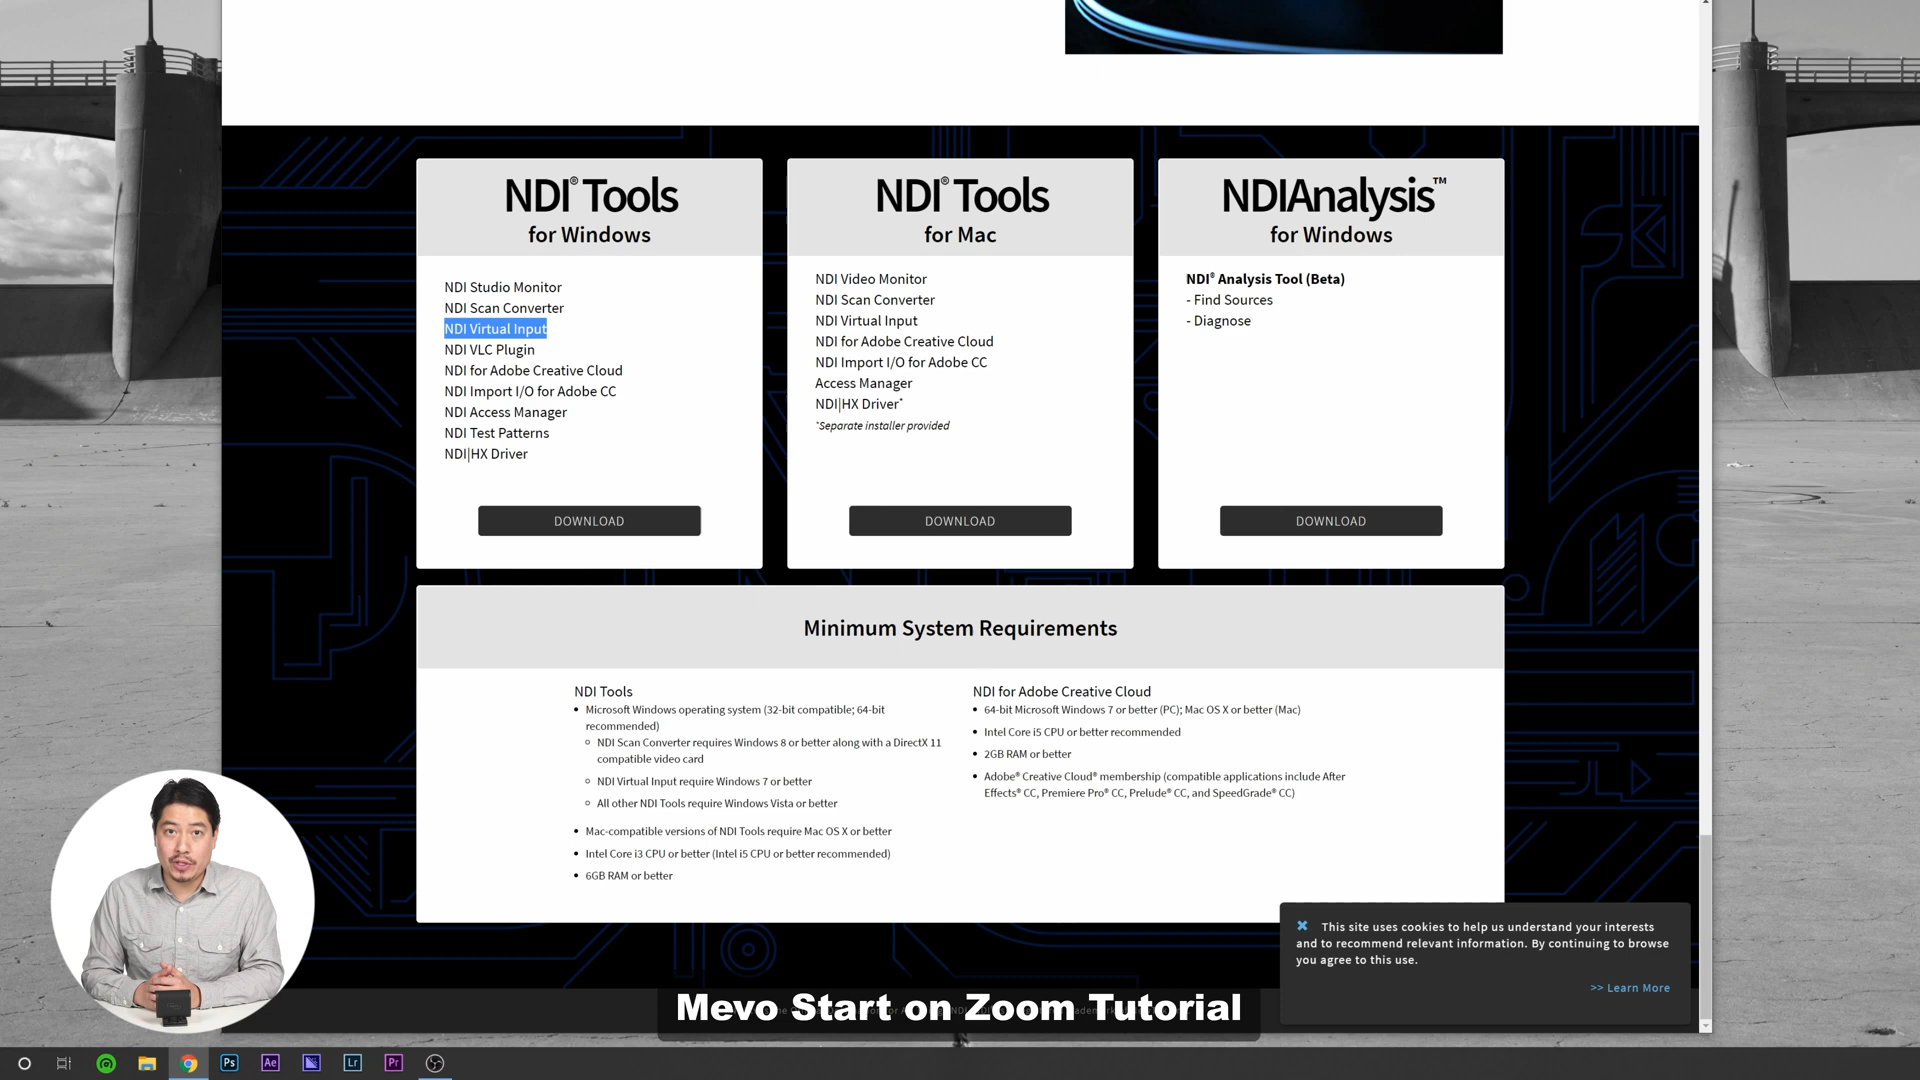 NDI® Tools
for Windows
NDI Studio Monitor
NDI Scan Converter
NDI Virtual Input
NDI VLC Plugin
NDI for Adobe Creative Cloud
NDI Import I/O for Adobe CC
NDI Access Manager
NDI Test Patterns
NDI|HX Driver
DOWNLOAD
NDI® Tools
for Mac
NDI Video Monitor
NDI Scan Converter
NDI Virtual Input
NDI for Adobe Creative Cloud
NDI Import I/O for Adobe CC
Access Manager
NDI|HX Driver*
*Separate installer provided
DOWNLOAD
NDIAnalysis™
for Windows
NDI® Analysis Tool (Beta)
- Find Sources
- Diagnose
DOWNLOAD
Minimum System Requirements
NDI Tools
• Microsoft Windows operating system (32-bit compatible; 64-bit
recommended)
◦ NDI Scan Converter requires Windows 8 or better along with a DirectX 11
compatible video card
◦ NDI Virtual Input require Windows 7 or better
◦ All other NDI Tools require Windows Vista or better
• Mac-compatible versions of NDI Tools require Mac OS X or better
• Intel Core i3 CPU or better (Intel i5 CPU or better recommended)
• 6GB RAM or better
NDI for Adobe Creative Cloud
• 64-bit Microsoft Windows 7 or better (PC); Mac OS X or better (Mac)
• Intel Core i5 CPU or better recommended
• 2GB RAM or better
• Adobe® Creative Cloud® membership (compatible applications include After
Effects® CC, Premiere Pro® CC, Prelude® CC, and SpeedGrade® CC)
This site uses cookies to help us understand your interests
and to recommend relevant information. By continuing to browse
you agree to this use.
>> Learn More
Mevo Start on Zoom Tutorial
Ps
Ae
Lr
Pr